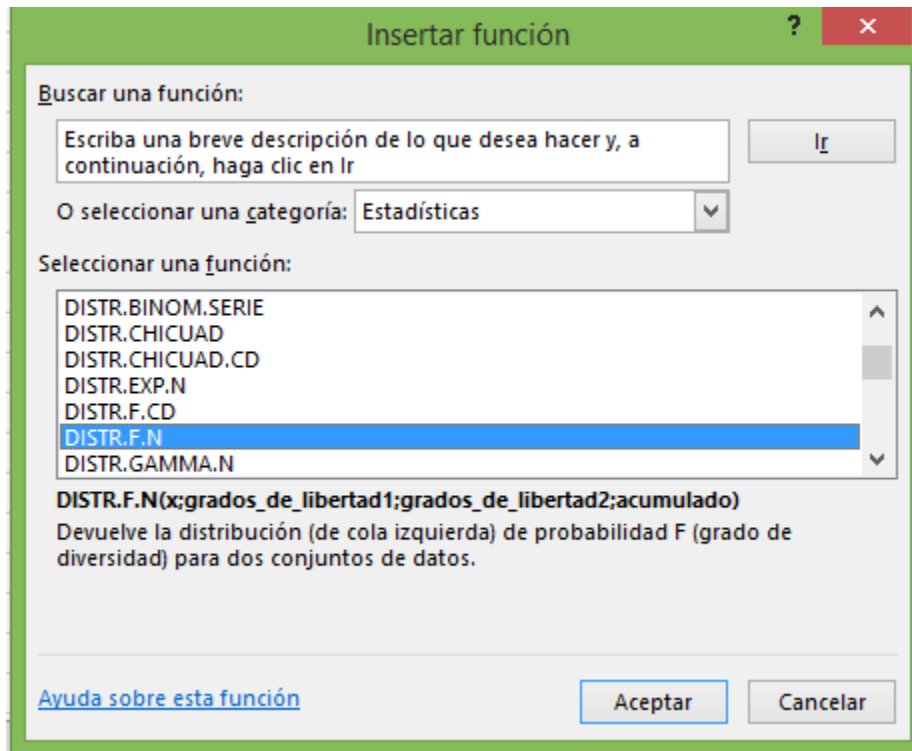 Insertar función
?
Buscar una función:
Escriba una breve descripción de lo que desea hacer y, a
continuación, haga clic en Ir
Ir
O seleccionar una categoría: Estadísticas
Seleccionar una función:
DISTR.BINOM.SERIE
DISTR.CHICUAD
DISTR.CHICUAD.CD
DISTR.EXP.N
DISTR.F.CD
DISTR.F.N
DISTR.GAMMA.N
DISTR.F.N(x;grados_de_libertad1;grados_de_libertad2;acumulado)
Devuelve la distribución (de cola izquierda) de probabilidad F (grado de
diversidad) para dos conjuntos de datos.
Ayuda sobre esta función
Aceptar
Cancelar